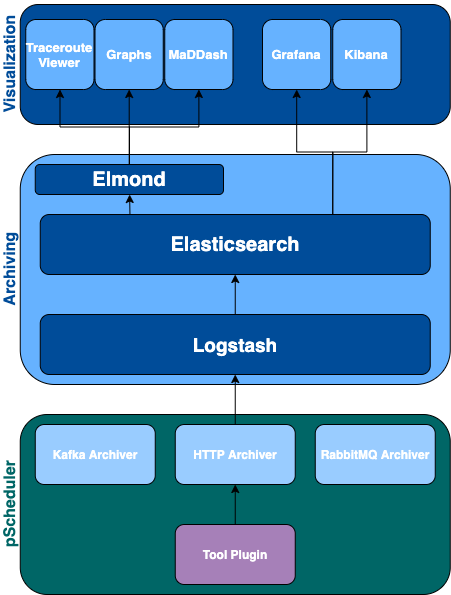 Visualization
Traceroute
Viewer
Graphs
MaDDash
Grafana
Kibana
Archiving
Elmond
Elasticsearch
Logstash
pScheduler
Kafka Archiver
HTTP Archiver
RabbitMQ Archiver
Tool Plugin